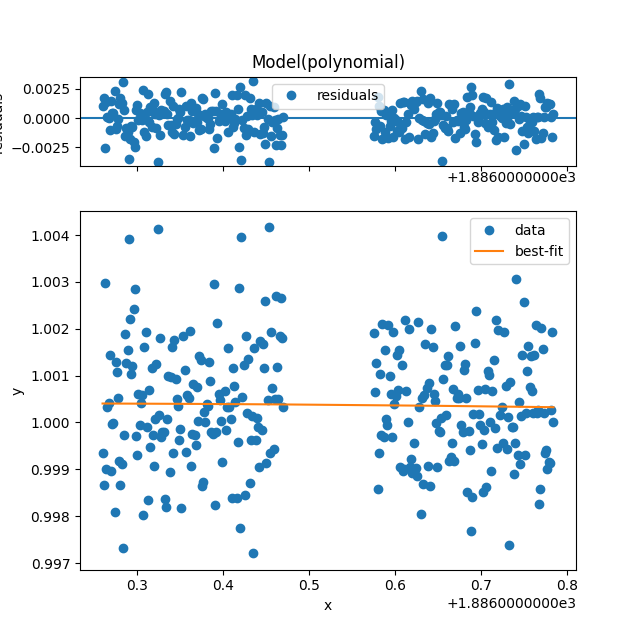 Model(polynomial)
residuals
0.0025
0.0000
−0.0025
residuals
+1.8860000000e3
1.004
1.003
1.002
1.001
1.000
0.999
0.998
0.997
y
data
best-fit
0.3 0.4 0.5 0.6 0.7 0.8
x
+1.8860000000e3